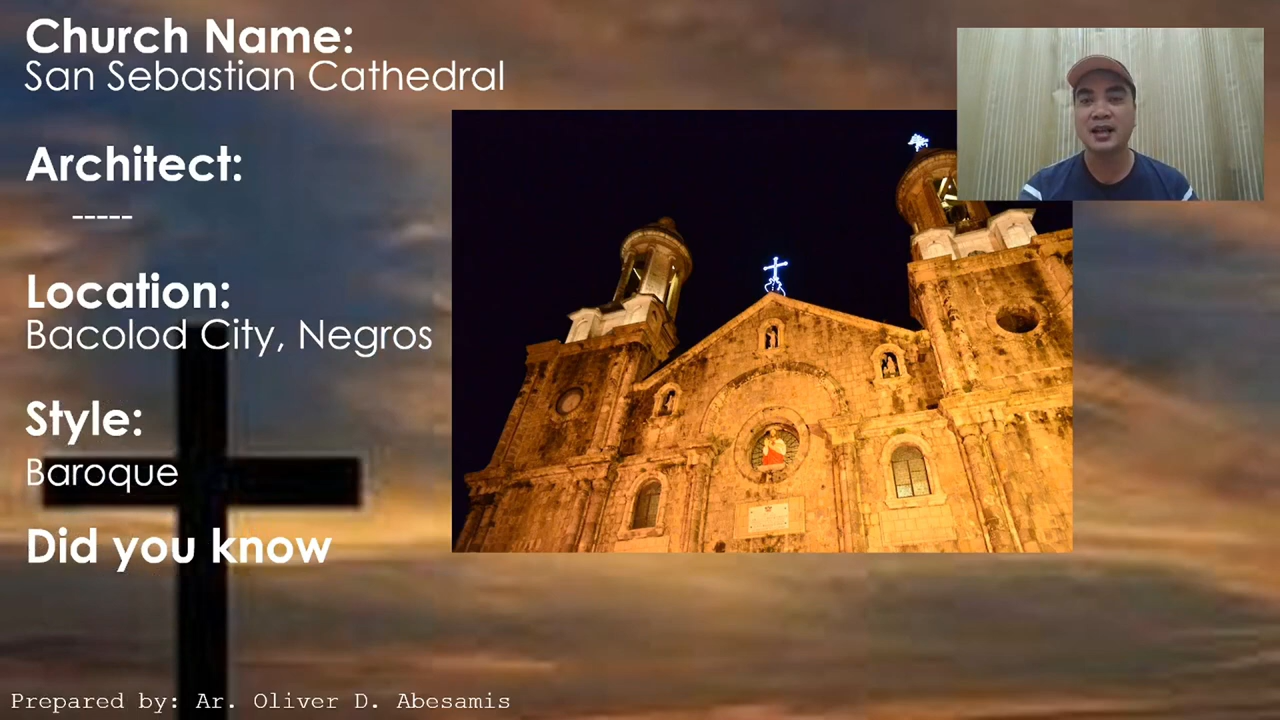 Church Name:
San Sebastian Cathedral
Architect:
-----
Location:
Bacolod City, Negros
Style:
Baroque
Did you know
Prepared by: Ar. Oliver D. Abesamis